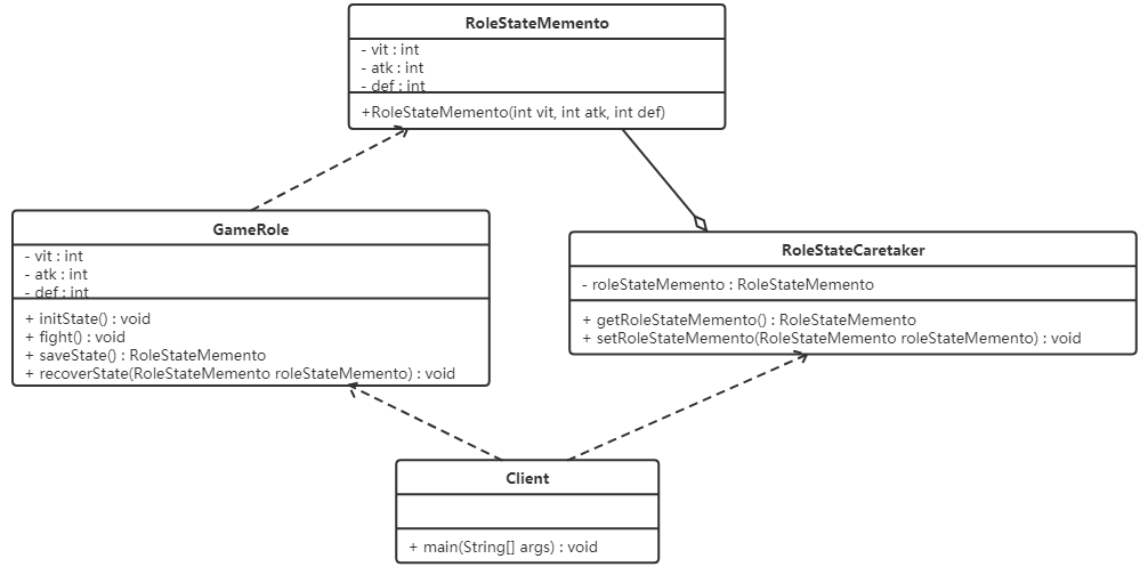 RoleStateMemento
- vit : int
- atk : int
- def : int
+RoleStateMemento(int vit, int atk, int def)
GameRole
- vit : int
- atk : int
- def : int
+ initState() : void
+ fight() : void
+ saveState() : RoleStateMemento
+ recoverState(RoleStateMemento roleStateMemento) : void
RoleStateCaretaker
- roleStateMemento : RoleStateMemento
+ getRoleStateMemento() : RoleStateMemento
+ setRoleStateMemento(RoleStateMemento roleStateMemento) : void
Client
+ main(String[] args) : void